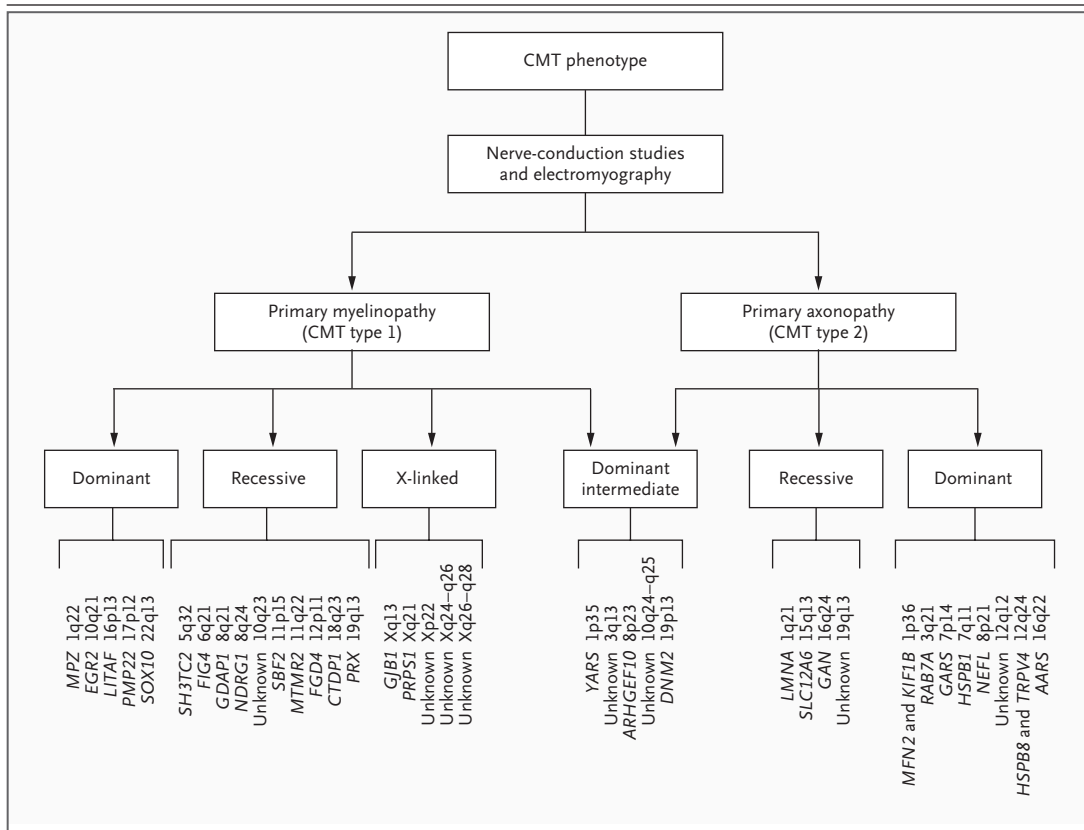 CMT phenotype
Nerve-conduction studies
and electromyography
Primary myelinopathy
(CMT type 1)
Primary axonopathy
(CMT type 2)
Dominant
Recessive
X-linked
Dominant
intermediate
Recessive
Dominant
MPZ 1q22
EGR2 10q21
LITAF 16p13
PMP22 17p12
SOX10 22q13
SH3TC2 5q32
FIG4 6q21
GDAP1 8q21
NDRG1 8q24
Unknown 10q23
SBF2 11p15
MTMR2 11q22
FGD4 12p11
CTDP1 18q23
PRX 19q13
GJB1 Xq13
PRPS1 Xq21
Unknown Xp22
Unknown Xq24–q26
Unknown Xq26–q28
YARS 1p35
Unknown 3q13
ARHGEF10 8p23
Unknown 10q24–q25
DNM2 19p13
LMNA 1q21
SLC12A6 15q13
GAN 16q24
Unknown 19q13
MFN2 and KIF1B 1p36
RAB7A 3q21
GARS 7p14
HSPB1 7q11
NEFL 8p21
Unknown 12q12
HSPB8 and TRPV4 12q24
AARS 16q22